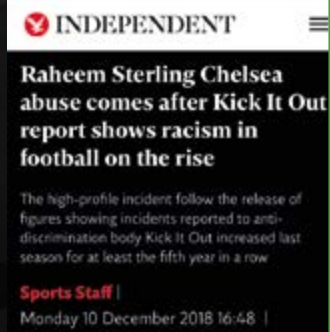 INDEPENDENT
Raheem Sterling Chelsea
abuse comes after Kick It Out
report shows racism in
football on the rise
The high-profile incident follow the release of
figures showing incidents reported to anti-
discrimination body Kick It Out increased last
season for at least the fifth year in a row
Sports Staff |
Monday 10 December 2018 16:48 |